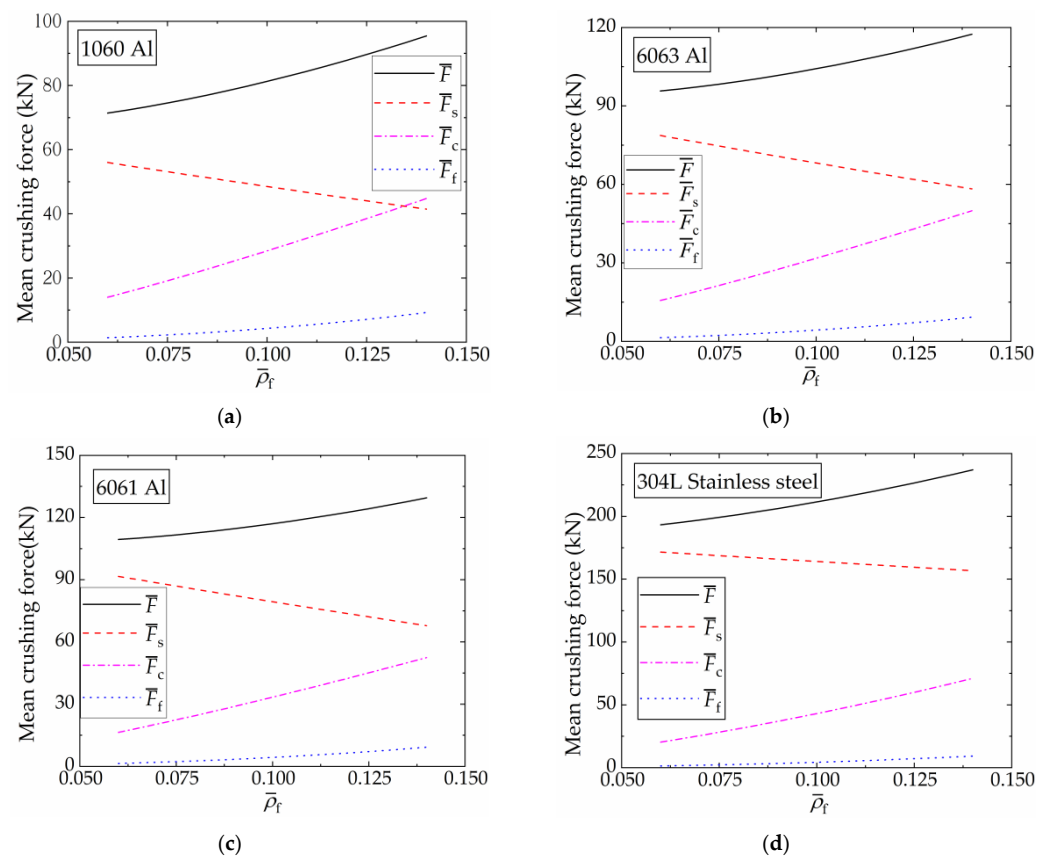 1060 Al
Mean crushing force (kN)
100
80
60
40
20
0
F̅
F̅s
F̅c
F̅f
0.050 0.075 0.100 0.125 0.150
ρ̅f
(a)
6063 Al
Mean crushing force (kN)
120
90
60
30
0
F̅
F̅s
F̅c
F̅f
0.050 0.075 0.100 0.125 0.150
ρ̅f
(b)
6061 Al
Mean crushing force(kN)
150
120
90
60
30
0
F̅
F̅s
F̅c
F̅f
0.050 0.075 0.100 0.125 0.150
ρ̅f
(c)
304L Stainless steel
Mean crushing force (kN)
250
200
150
100
50
0
F̅
F̅s
F̅c
F̅f
0.050 0.075 0.100 0.125 0.150
ρ̅f
(d)